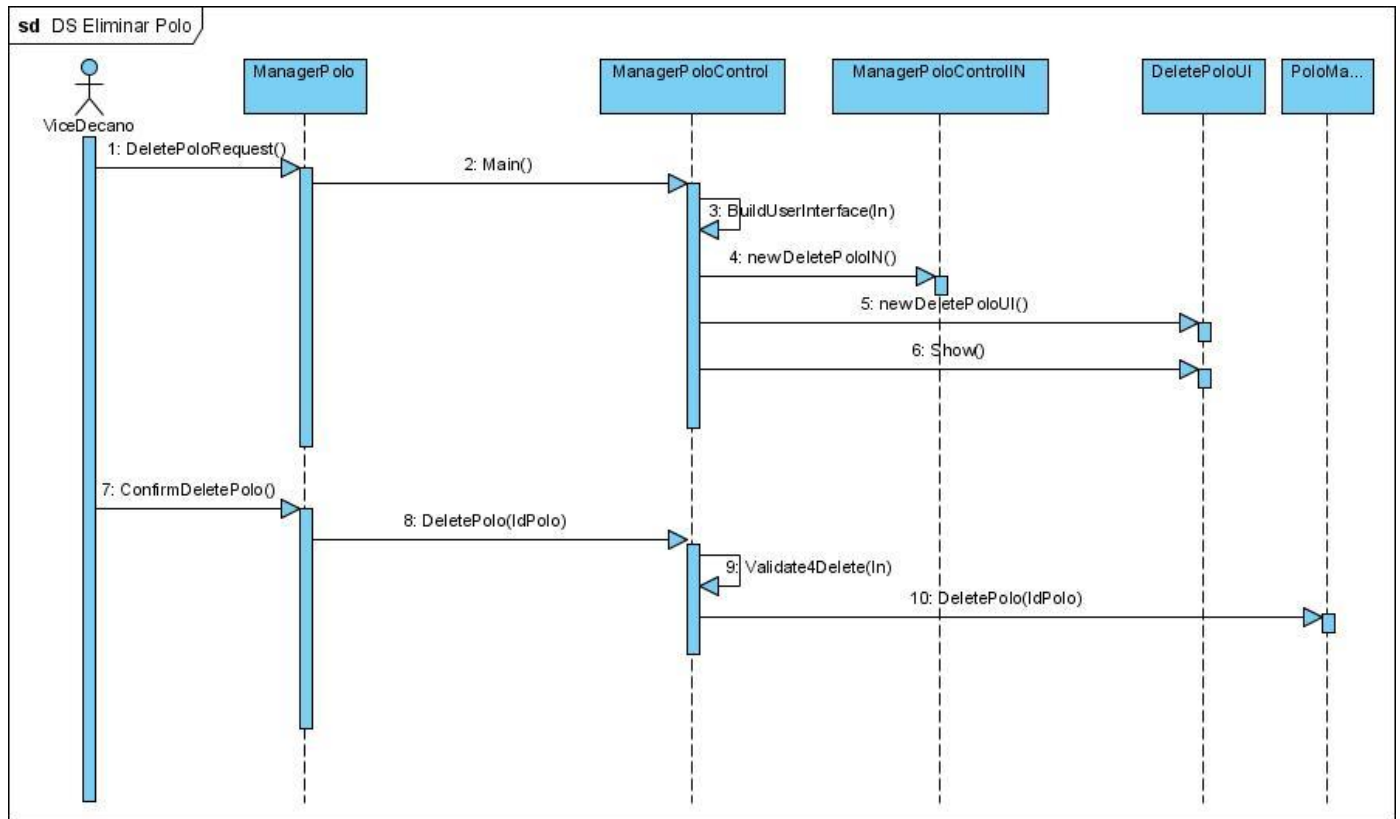 sd DS Eliminar Polo
ManagerPolo
ManagerPoloControl
ManagerPoloControlIN
DeletePoloUI
PoloMa...
ViceDecano
1: DeletePoloRequest()
2: Main()
3: BuildUserInterface(In)
4: newDeletePoloIN()
5: newDeletePoloUI()
6: Show()
7: ConfirmDeletePolo()
8: DeletePolo(IdPolo)
9: Validate4Delete(In)
10: DeletePolo(IdPolo)